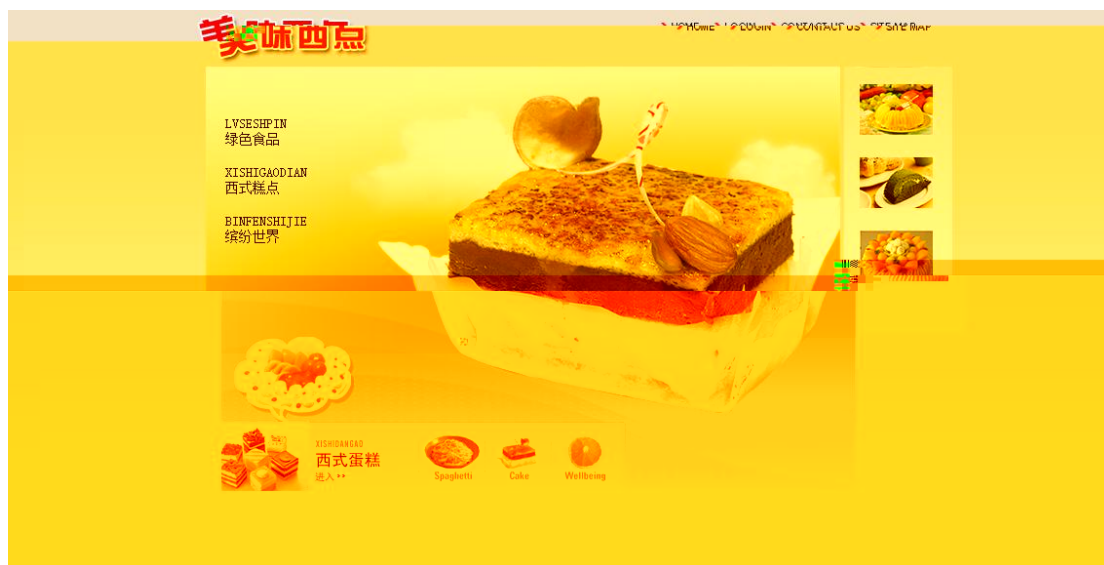 美味西点
HOME LOGIN CONTACT US SITE MAP
LVSESHPIN
绿色食品
XISHIGAODIAN
西式糕点
BINFENSHIJIE
缤纷世界
XISHIDANGAO
西式蛋糕
进入
Spaghetti Cake Wellbeing